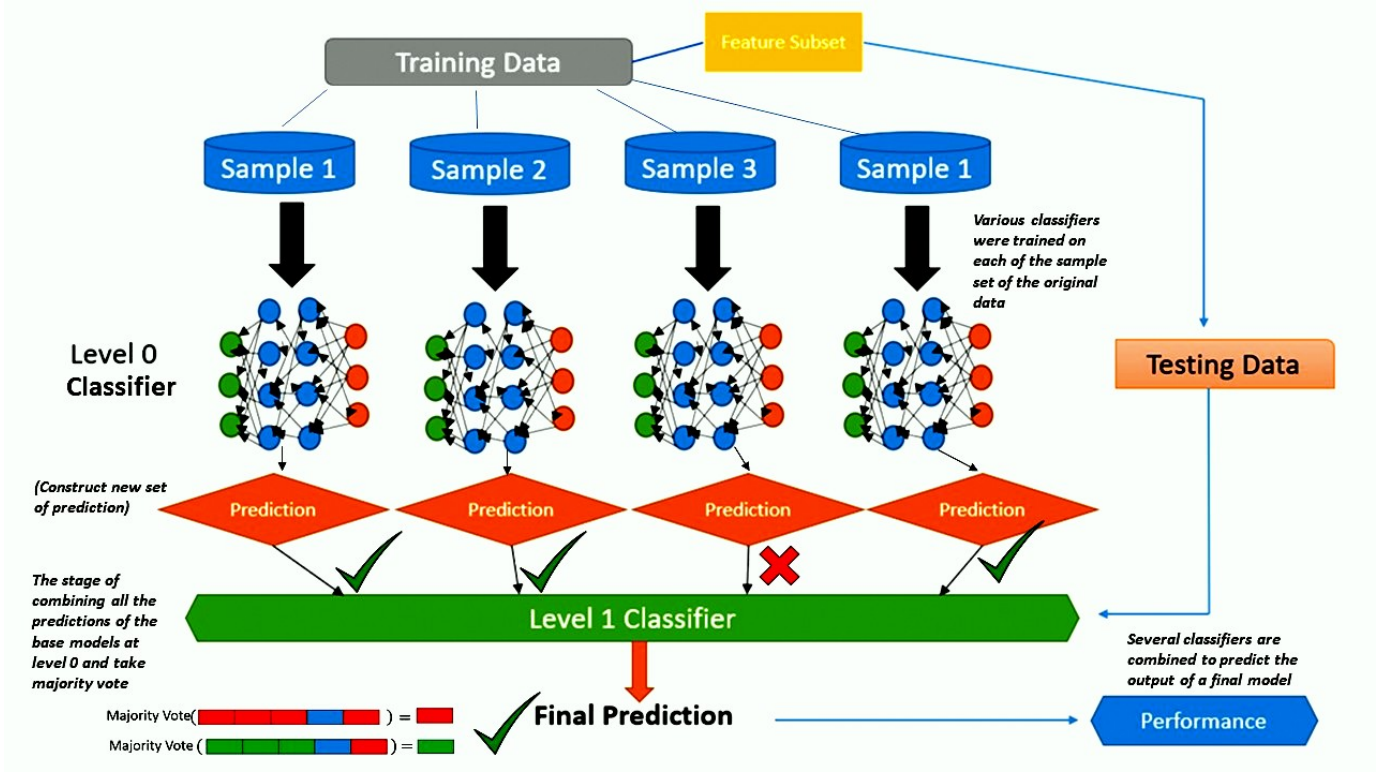 Feature Subset
Training Data
Sample 1
Sample 2
Sample 3
Sample 1
Various classifiers
were trained on
each of the sample
set of the original
data
Level 0
Classifier
Testing Data
(Construct new set
of prediction)
Prediction
Prediction
Prediction
Prediction
The stage of
combining all the
predictions of the
base models at
level 0 and take
majority vote
Level 1 Classifier
Several classifiers are
combined to predict the
output of a final model
Majority Vote( ) =
Majority Vote ( ) =
Final Prediction
Performance